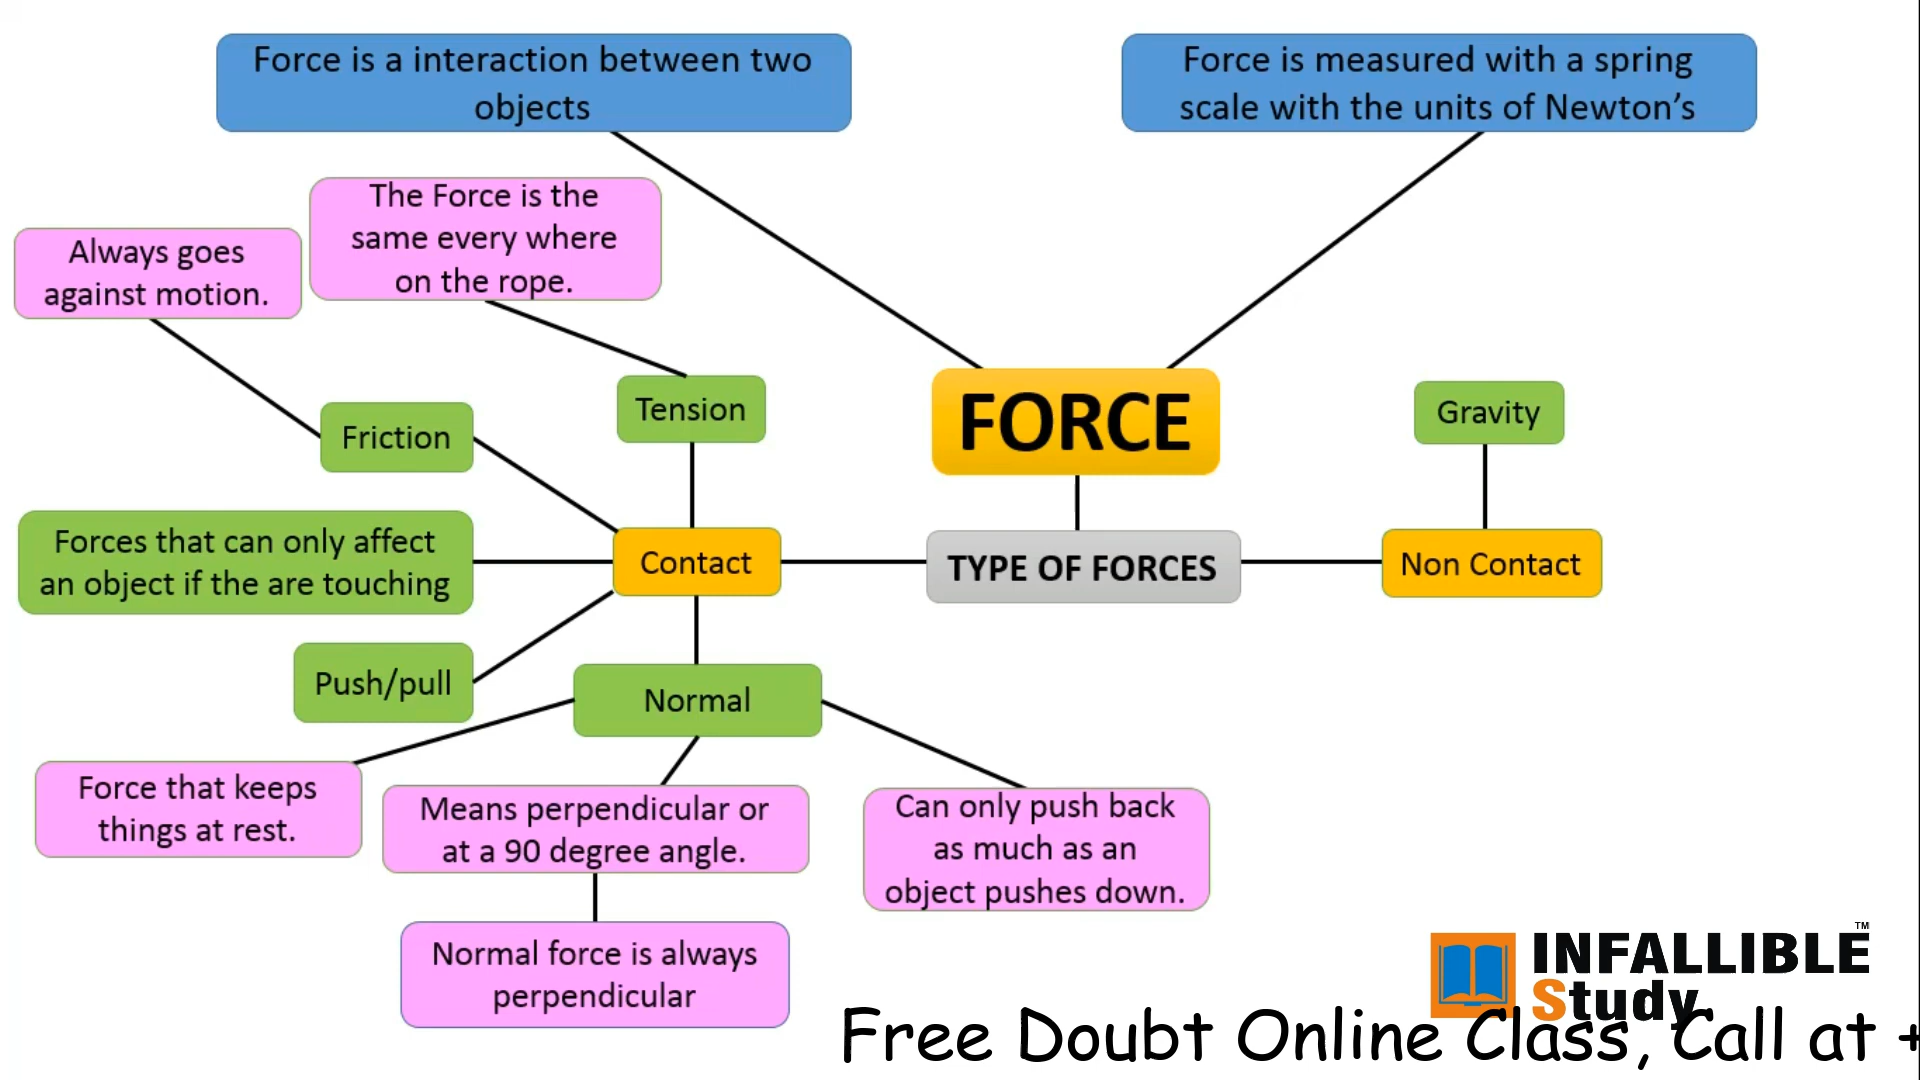 Force is a interaction between two
objects
Force is measured with a spring
scale with the units of Newton’s
The Force is the
same every where
on the rope.
Always goes
against motion.
Tension
FORCE
Gravity
Friction
Forces that can only affect
an object if the are touching
Contact
TYPE OF FORCES
Non Contact
Push/pull
Normal
Force that keeps
things at rest.
Means perpendicular or
at a 90 degree angle.
Can only push back
as much as an
object pushes down.
Normal force is always
perpendicular
INFALLIBLE™
Study
Free Doubt Online Class, Call at +